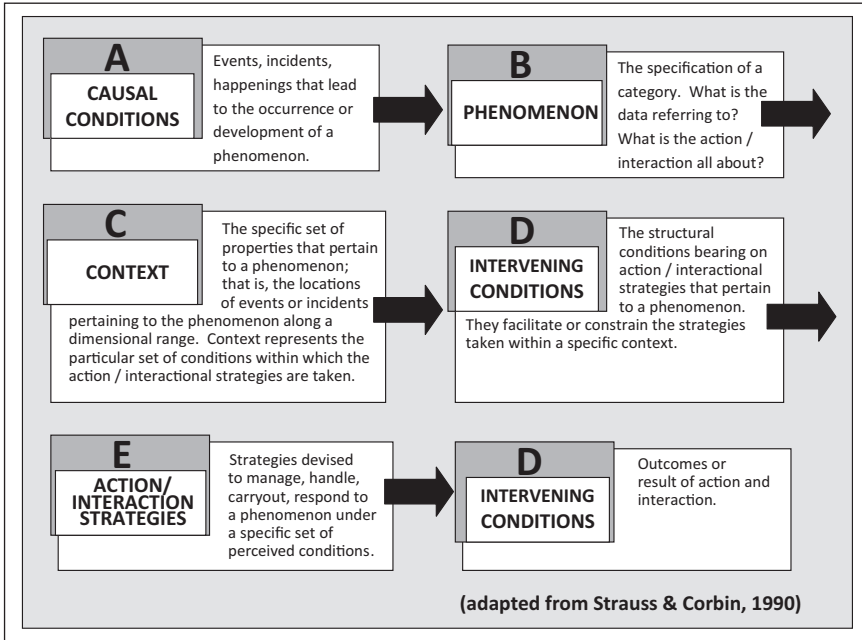 A
CAUSAL
CONDITIONS
Events, incidents,
happenings that lead
to the occurrence or
development of a
phenomenon.
B
PHENOMENON
The specification of a
category. What is the
data referring to?
What is the action /
interaction all about?
C
CONTEXT
The specific set of
properties that pertain
to a phenomenon;
that is, the locations
of events or incidents
pertaining to the phenomenon along a
dimensional range. Context represents the
particular set of conditions within which the
action / interactional strategies are taken.
D
INTERVENING
CONDITIONS
The structural
conditions bearing on
action / interactional
strategies that pertain
to a phenomenon.
They facilitate or constrain the strategies
taken within a specific context.
E
ACTION/
INTERACTION
STRATEGIES
Strategies devised
to manage, handle,
carryout, respond to
a phenomenon under
a specific set of
perceived conditions.
D
INTERVENING
CONDITIONS
Outcomes or
result of action and
interaction.
(adapted from Strauss & Corbin, 1990)